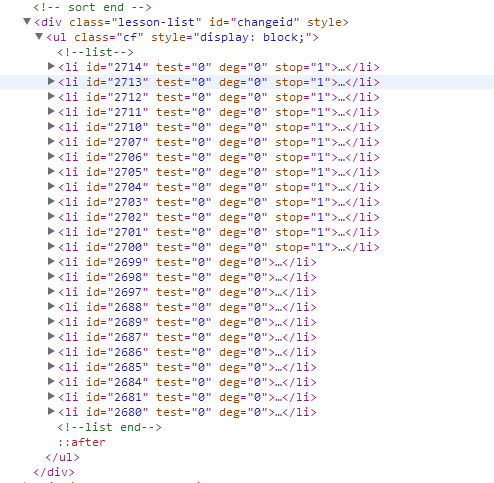 <!-- sort end -->
▼<div class="lesson-list" id="changeid" style>
▼<ul class="cf" style="display: block;">
<!--list-->
▶<li id="2714" test="0" deg="0" stop="1">…</li>
▶<li id="2713" test="0" deg="0" stop="1">…</li>
▶<li id="2712" test="0" deg="0" stop="1">…</li>
▶<li id="2711" test="0" deg="0" stop="1">…</li>
▶<li id="2710" test="0" deg="0" stop="1">…</li>
▶<li id="2707" test="0" deg="0" stop="1">…</li>
▶<li id="2706" test="0" deg="0" stop="1">…</li>
▶<li id="2705" test="0" deg="0" stop="1">…</li>
▶<li id="2704" test="0" deg="0" stop="1">…</li>
▶<li id="2703" test="0" deg="0" stop="1">…</li>
▶<li id="2702" test="0" deg="0" stop="1">…</li>
▶<li id="2701" test="0" deg="0" stop="1">…</li>
▶<li id="2700" test="0" deg="0" stop="1">…</li>
▶<li id="2699" test="0" deg="0">…</li>
▶<li id="2698" test="0" deg="0">…</li>
▶<li id="2697" test="0" deg="0">…</li>
▶<li id="2688" test="0" deg="0">…</li>
▶<li id="2689" test="0" deg="0">…</li>
▶<li id="2687" test="0" deg="0">…</li>
▶<li id="2686" test="0" deg="0">…</li>
▶<li id="2685" test="0" deg="0">…</li>
▶<li id="2684" test="0" deg="0">…</li>
▶<li id="2681" test="0" deg="0">…</li>
▶<li id="2680" test="0" deg="0">…</li>
<!--list end-->
::after
</ul>
</div>